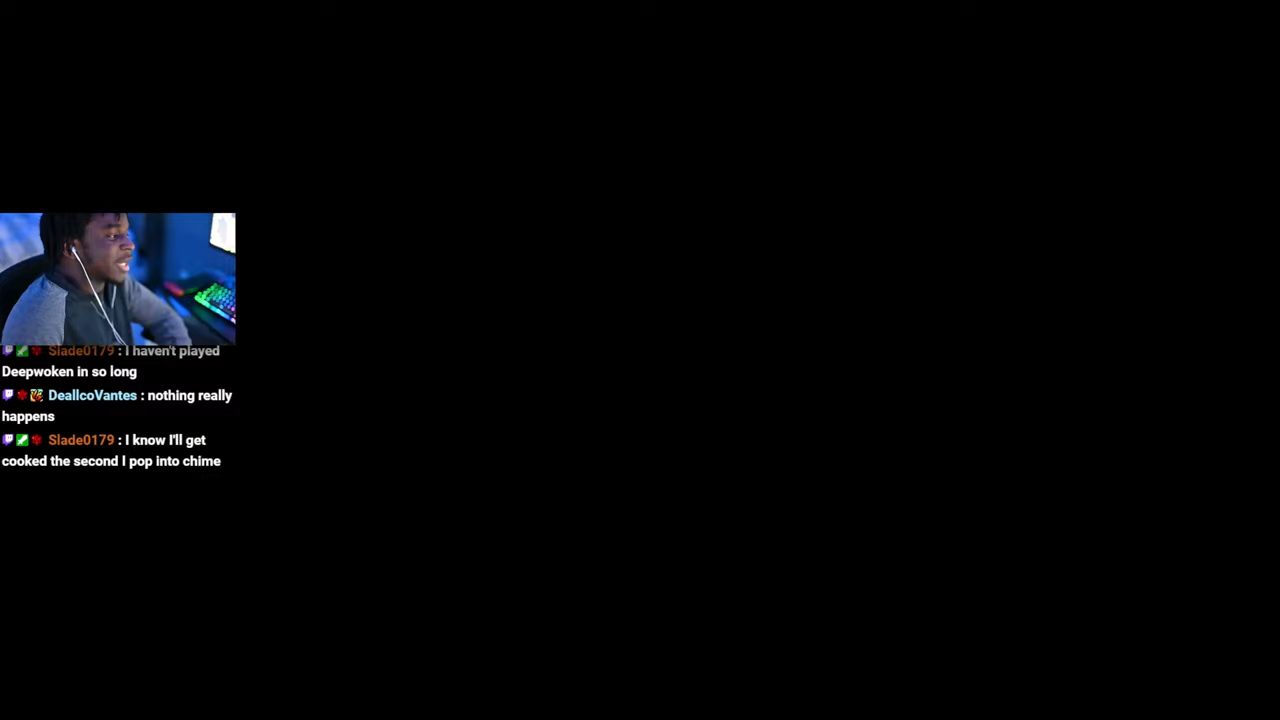 Slade0179 : I haven't played
Deepwoken in so long
DeallcoVantes : nothing really
happens
Slade0179 : I know I'll get
cooked the second I pop into chime